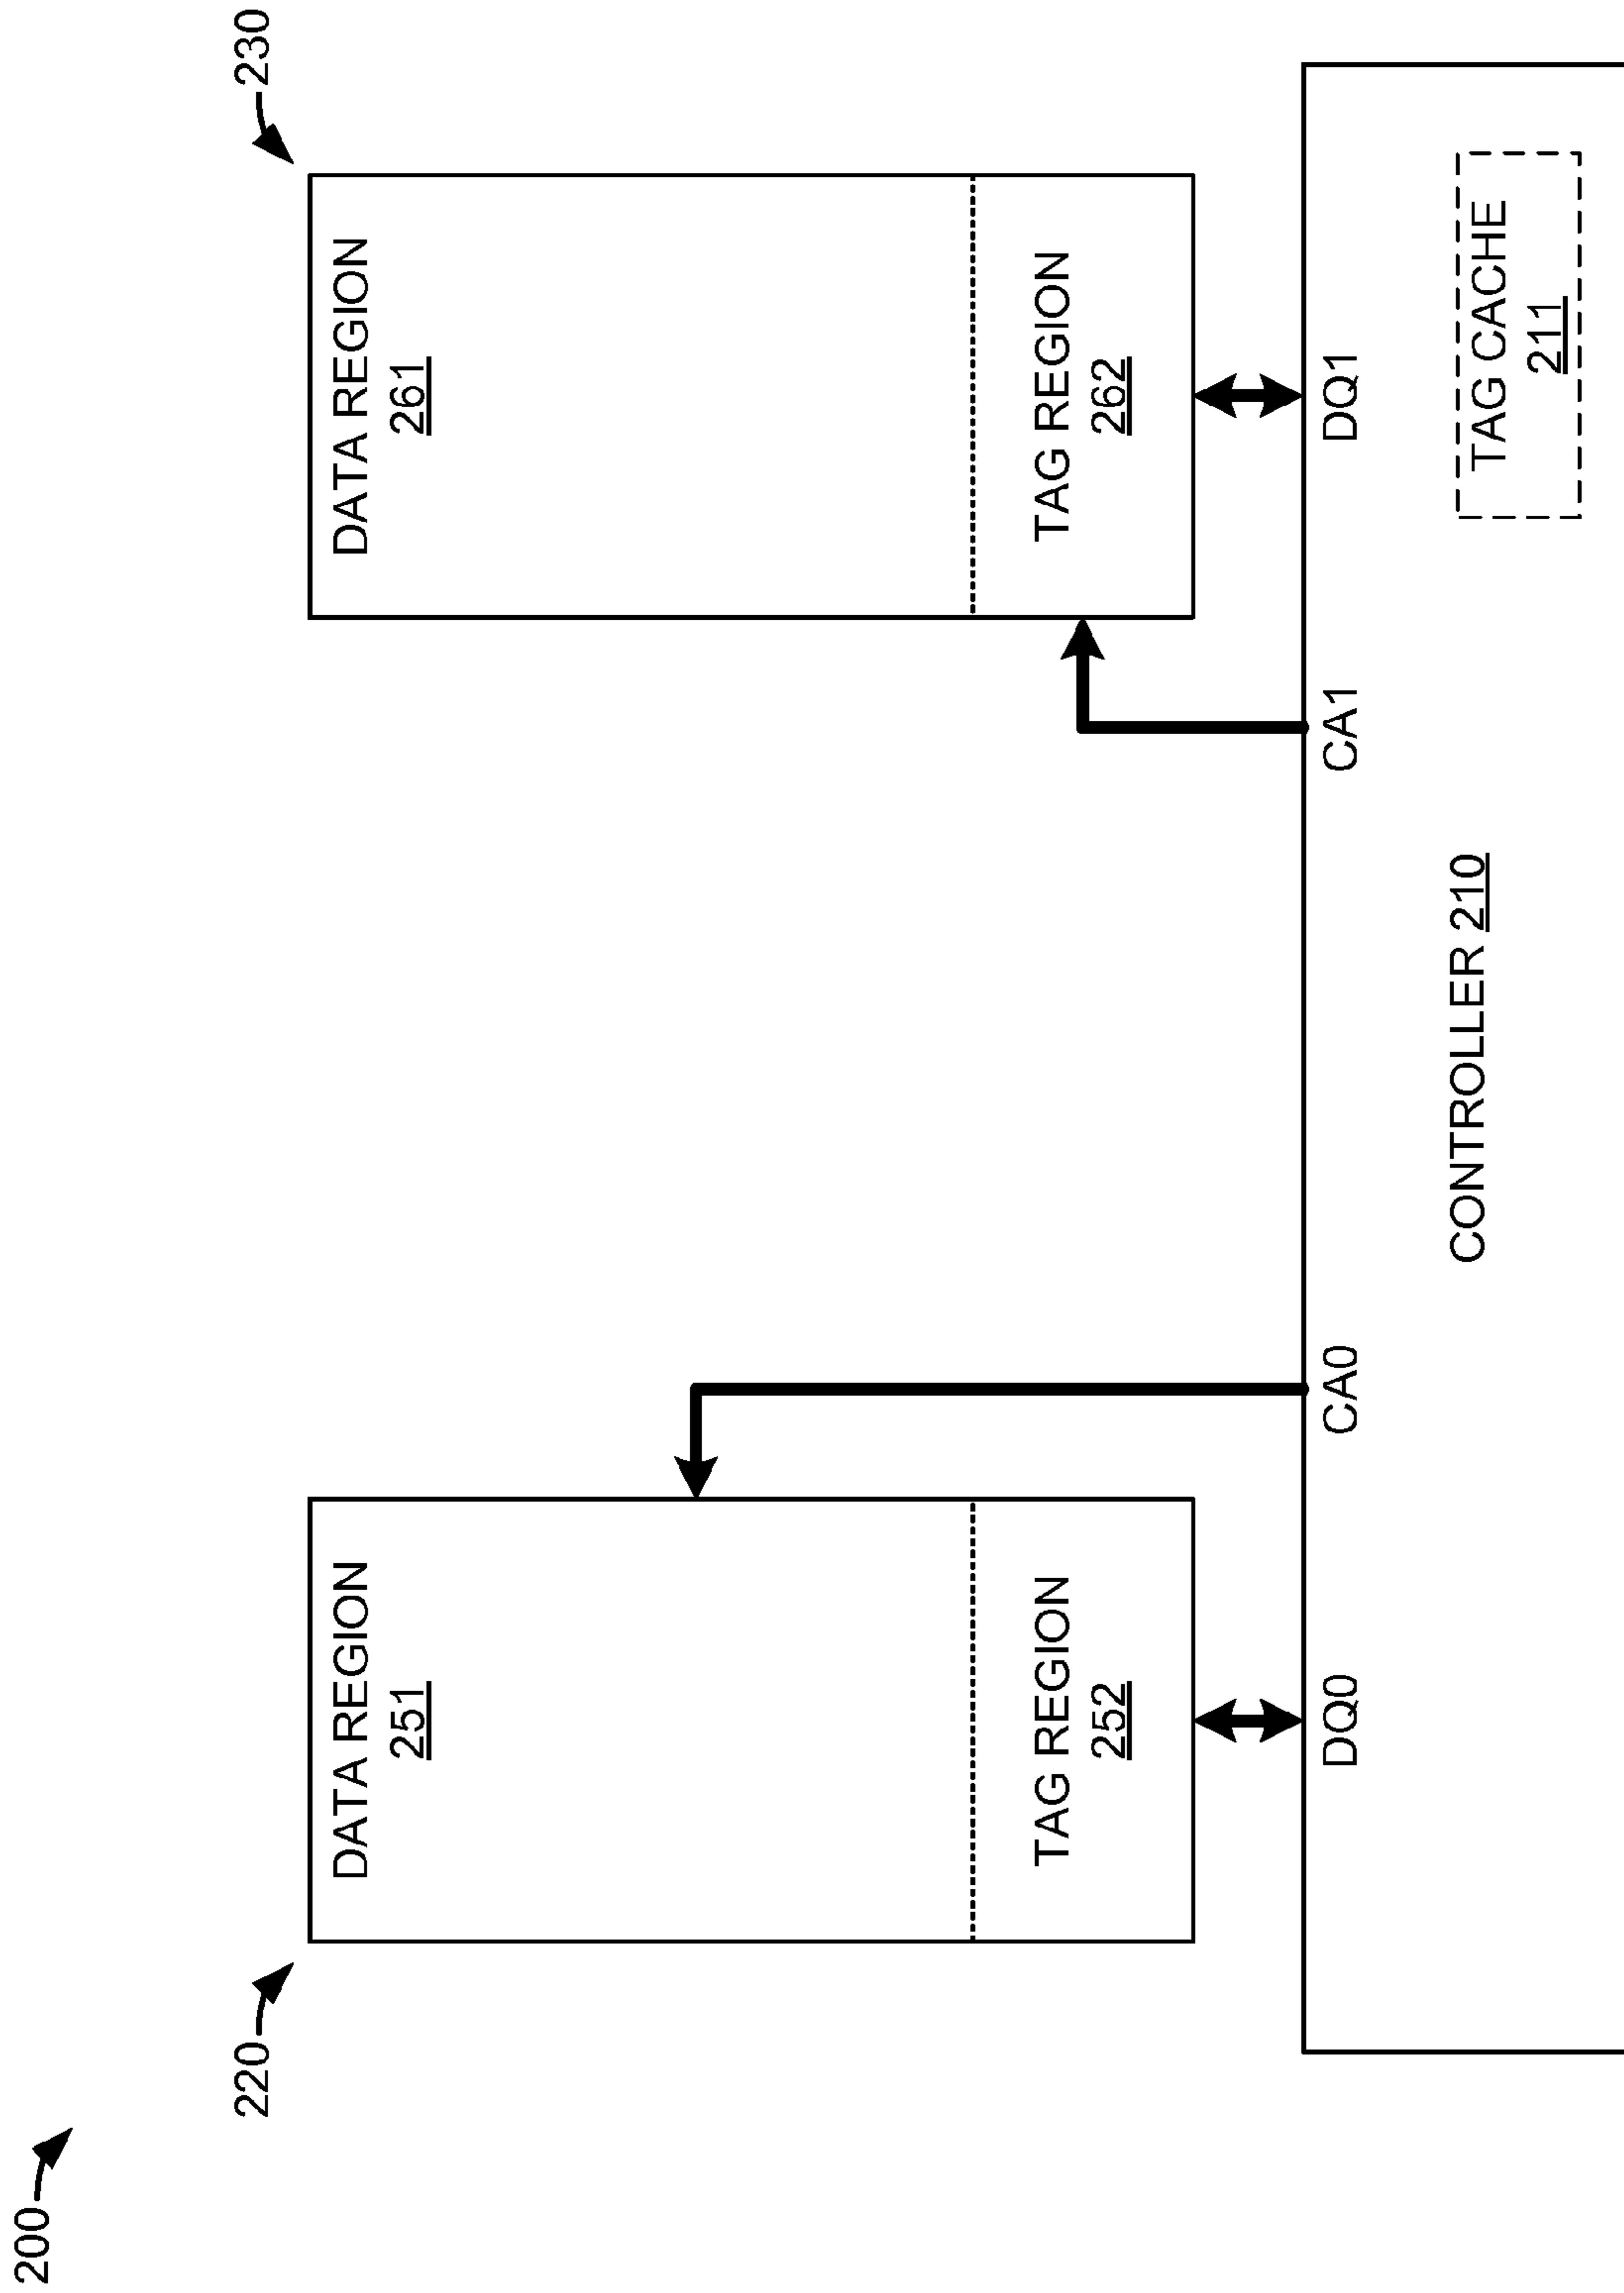 200
220
230
DATA REGION
251
TAG REGION
252
DATA REGION
261
TAG REGION
262
DQ0
CA0
CA1
DQ1
CONTROLLER 210
TAG CACHE
211